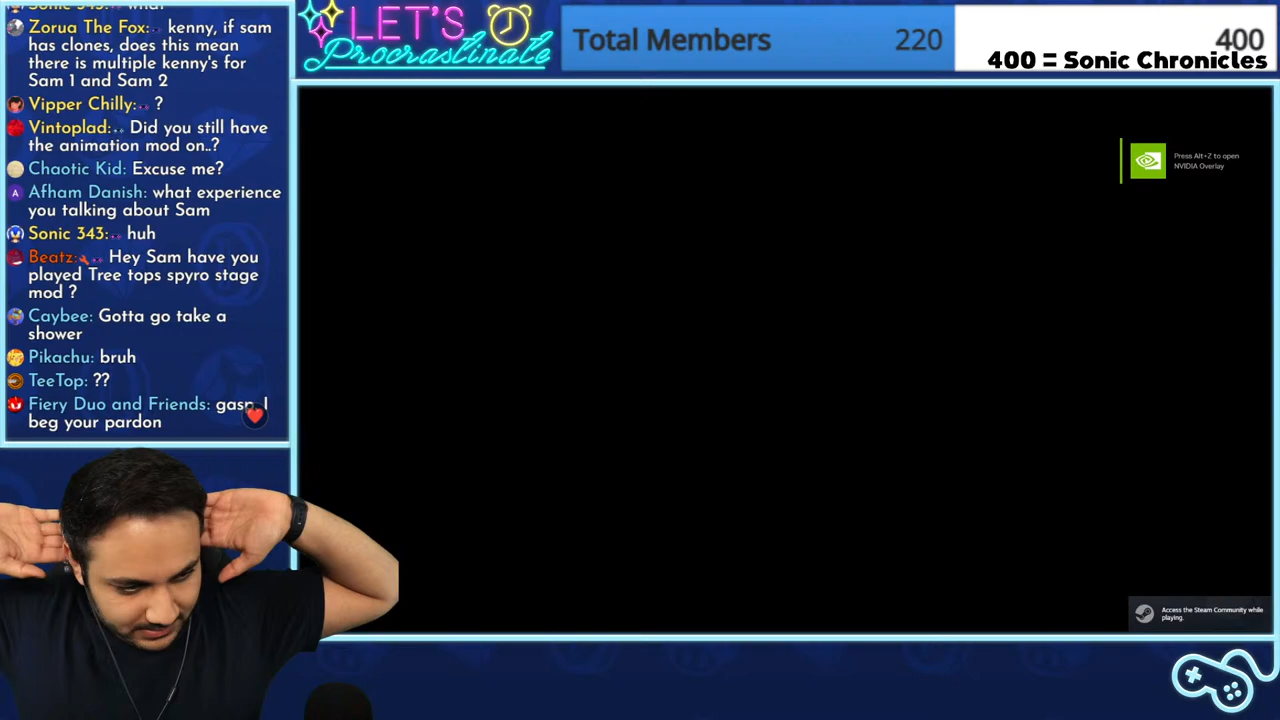 Sonic 343: what
Zorua The Fox: kenny, if sam
has clones, does this mean
there is multiple kenny's for
Sam 1 and Sam 2
Vipper Chilly: ?
Vintoplad: Did you still have
the animation mod on..?
Chaotic Kid: Excuse me?
A Afham Danish: what experience
you talking about Sam
Sonic 343: huh
Beatz: Hey Sam have you
played Tree tops spyro stage
mod ?
Caybee: Gotta go take a
shower
Pikachu: bruh
TeeTop: ??
Fiery Duo and Friends: gasp, I
beg your pardon
LET'S
Procrastinate
Total Members 220 400
400 = Sonic Chronicles
Press Alt+Z to open
NVIDIA Overlay
Access the Steam Community while
playing.